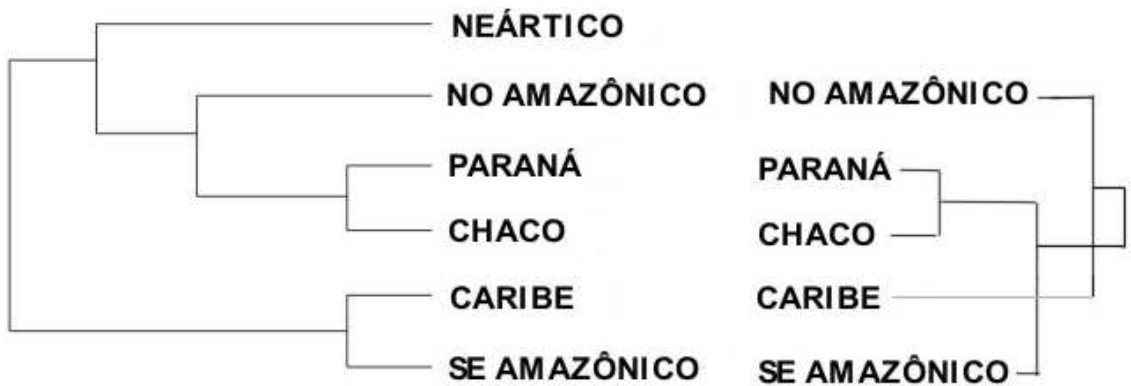 NEÁRTICO
NO AMAZÔNICO
PARANÁ
CHACO
CARIBE
SE AMAZÔNICO
NO AMAZÔNICO
PARANÁ
CHACO
CARIBE
SE AMAZÔNICO